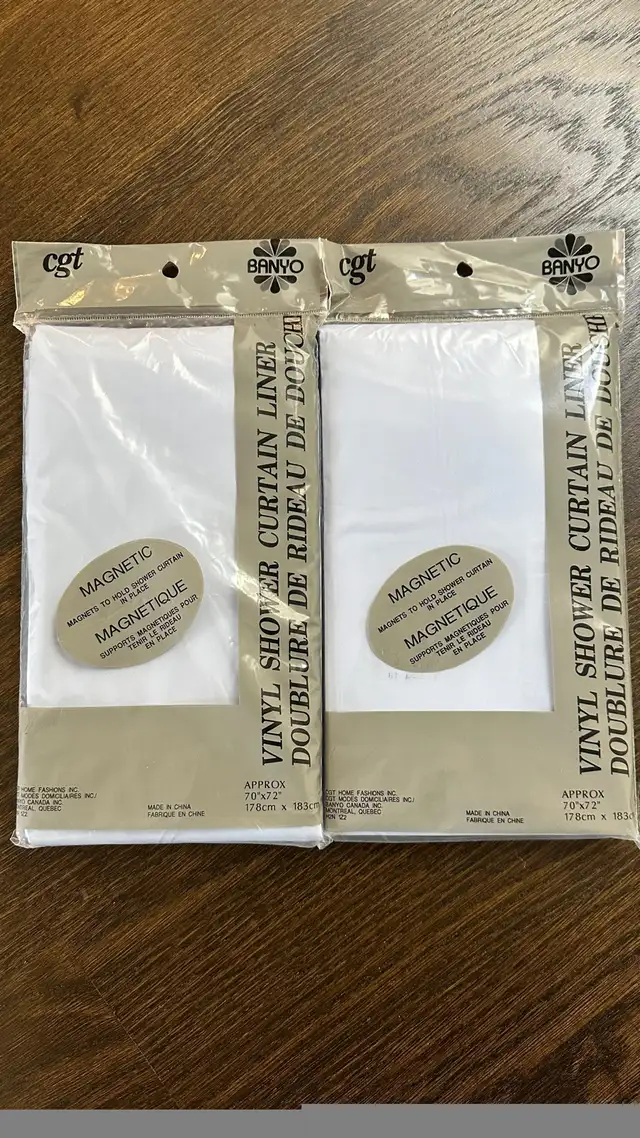 cgt
BANYO
VINYL SHOWER CURTAIN LINER
DOUBLURE DE RIDEAU DE DOUCHE
MAGNETIC
MAGNETS TO HOLD SHOWER CURTAIN
IN PLACE
MAGNETIQUE
SUPPORTS MAGNETIQUES POUR
TENIR LE RIDEAU
EN PLACE
HOME FASHIONS INC.
MODES DOMICILIAIRES INC./
BANYO CANADA INC.
MONTREAL, QUEBEC
1Z2
MADE IN CHINA
FABRIQUE EN CHINE
APPROX
70"x72"
178cm x 183cm
cgt
BANYO
VINYL SHOWER CURTAIN LINER
DOUBLURE DE RIDEAU DE DOUSH
MAGNETIC
MAGNETS TO HOLD SHOWER CURTAIN
IN PLACE
MAGNETIQUE
SUPPORTS MAGNETIQUES POUR
TENIR LE RIDEAU
EN PLACE
CGT HOME FASHIONS INC.
CGT MODES DOMICILIAIRES INC./
BANYO CANADA INC.
MONTREAL, QUEBEC
1Z2
MADE IN CHINA
FABRIQUE EN CHINE
APPROX
70"x72"
178cm x 183c